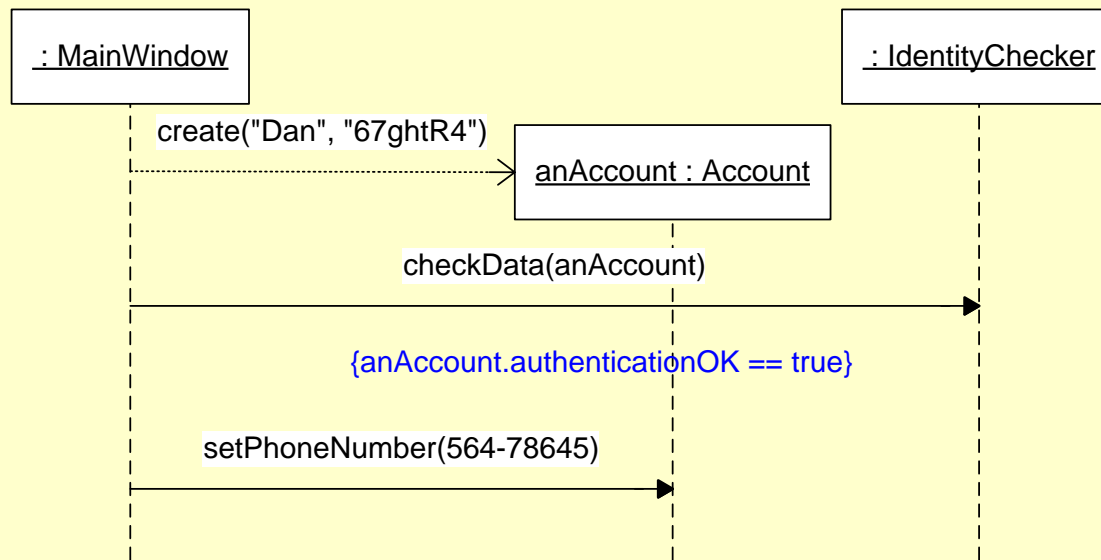 : MainWindow
: IdentityChecker
create("Dan", "67ghtR4")
anAccount : Account
checkData(anAccount)
{anAccount.authenticationOK == true}
setPhoneNumber(564-78645)